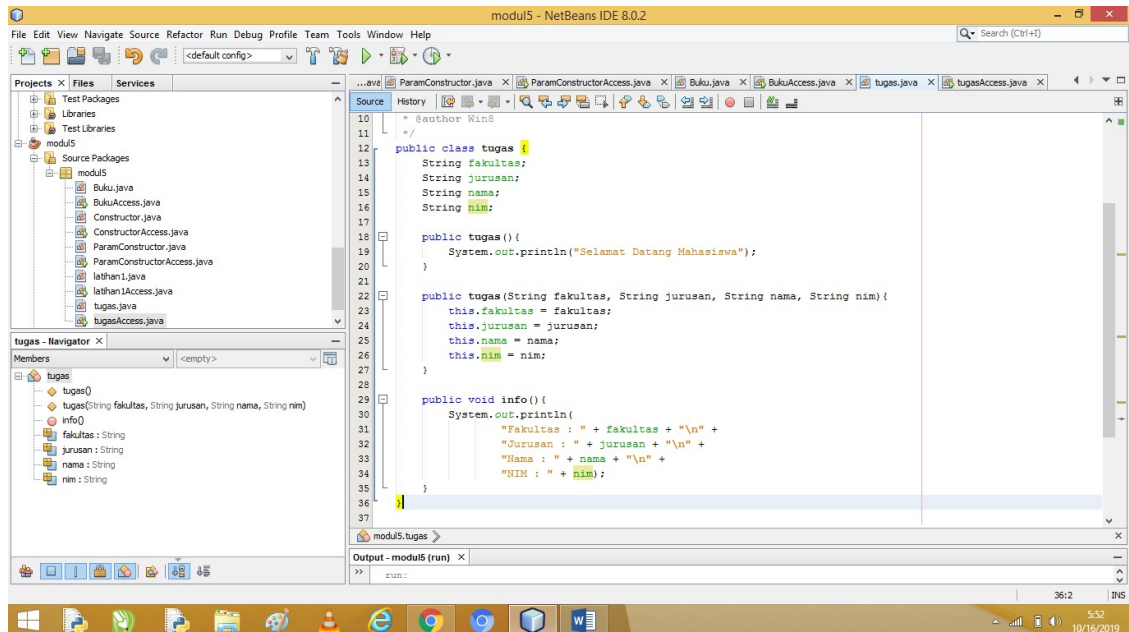 modul5 - NetBeans IDE 8.0.2
File Edit View Navigate Source Refactor Run Debug Profile Team Tools Window Help
Search (Ctrl+I)
<default config>
Projects Files Services
Test Packages
Libraries
Test Libraries
modul5
Source Packages
modul5
Buku.java
BukuAccess.java
Constructor.java
ConstructorAccess.java
ParamConstructor.java
ParamConstructorAccess.java
latihan1.java
latihan1Access.java
tugas.java
tugasAccess.java
tugas - Navigator
Members <empty>
tugas
tugas()
tugas(String fakultas, String jurusan, String nama, String nim)
info()
fakultas : String
jurusan : String
nama : String
nim : String
...ava ParamConstructor.java ParamConstructorAccess.java Buku.java BukuAccess.java tugas.java tugasAccess.java
Source History
10 * @author Win8
11 */
12 public class tugas {
13 String fakultas;
14 String jurusan;
15 String nama;
16 String nim;
17
18 public tugas(){
19 System.out.println("Selamat Datang Mahasiswa");
20 }
21
22 public tugas(String fakultas, String jurusan, String nama, String nim){
23 this.fakultas = fakultas;
24 this.jurusan = jurusan;
25 this.nama = nama;
26 this.nim = nim;
27 }
28
29 public void info(){
30 System.out.println(
31 "Fakultas : " + fakultas + "\n" +
32 "Jurusan : " + jurusan + "\n" +
33 "Nama : " + nama + "\n" +
34 "NIM : " + nim);
35 }
36 }
37
modul5.tugas
Output - modul5 (run)
run:
36:2 INS
5:52
10/16/2019